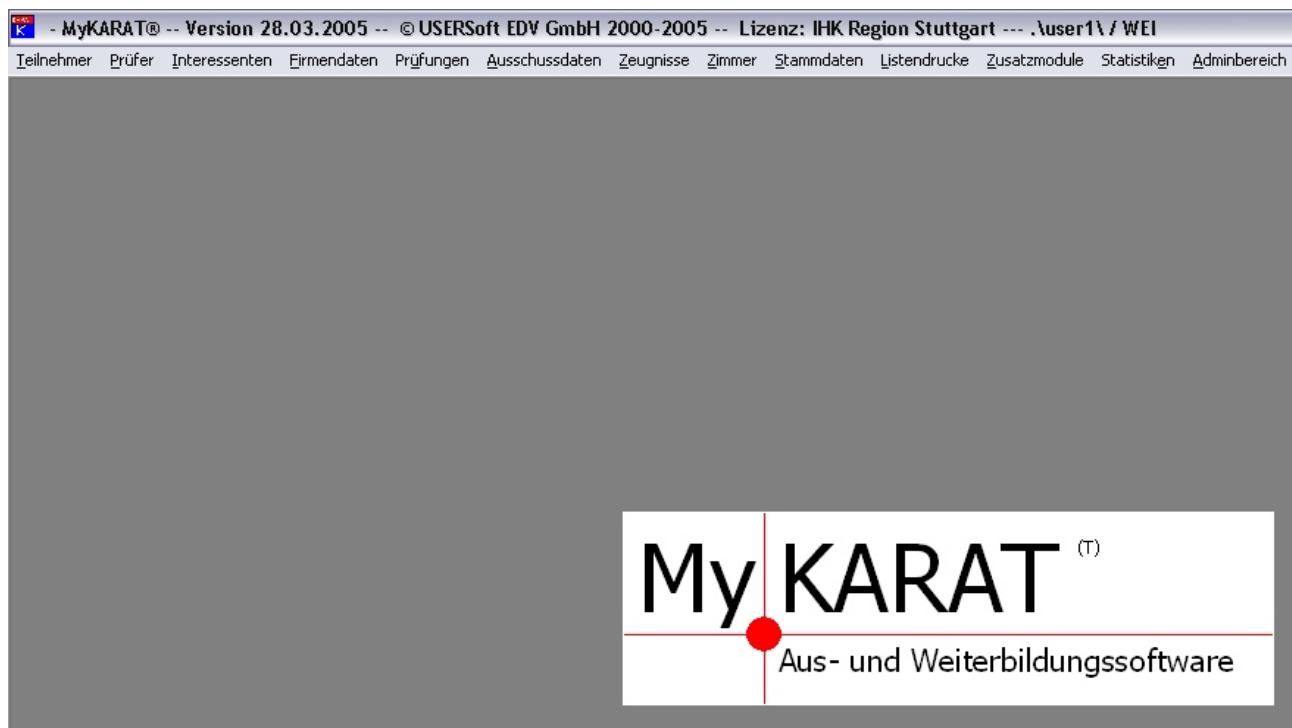 - MyKARAT® -- Version 28.03.2005 -- © USERSoft EDV GmbH 2000-2005 -- Lizenz: IHK Region Stuttgart --- .\user1\ / WEI
Teilnehmer Prüfer Interessenten Firmendaten Prüfungen Ausschussdaten Zeugnisse Zimmer Stammdaten Listendrucke Zusatzmodule Statistiken Adminbereich
My KARAT (T)
Aus- und Weiterbildungssoftware